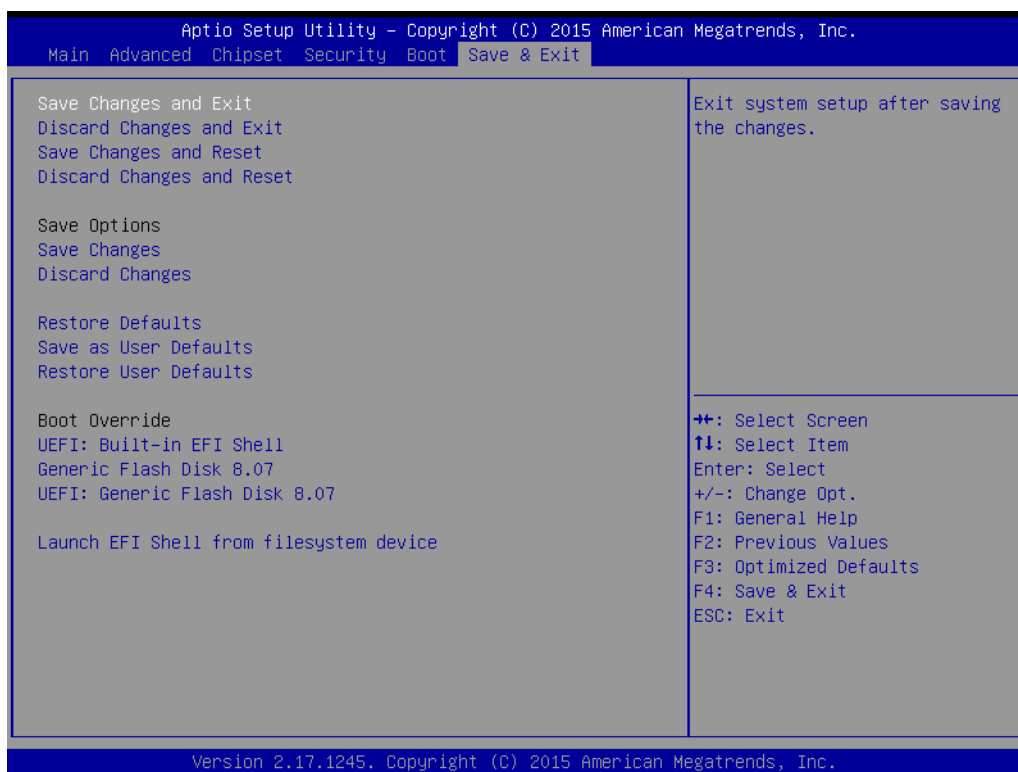 Aptio Setup Utility – Copyright (C) 2015 American Megatrends, Inc.
Main Advanced Chipset Security Boot Save & Exit
Save Changes and Exit
Discard Changes and Exit
Save Changes and Reset
Discard Changes and Reset
Save Options
Save Changes
Discard Changes
Restore Defaults
Save as User Defaults
Restore User Defaults
Boot Override
UEFI: Built-in EFI Shell
Generic Flash Disk 8.07
UEFI: Generic Flash Disk 8.07
Launch EFI Shell from filesystem device
Exit system setup after saving
the changes.
→←: Select Screen
↑↓: Select Item
Enter: Select
+/-: Change Opt.
F1: General Help
F2: Previous Values
F3: Optimized Defaults
F4: Save & Exit
ESC: Exit
Version 2.17.1245. Copyright (C) 2015 American Megatrends, Inc.